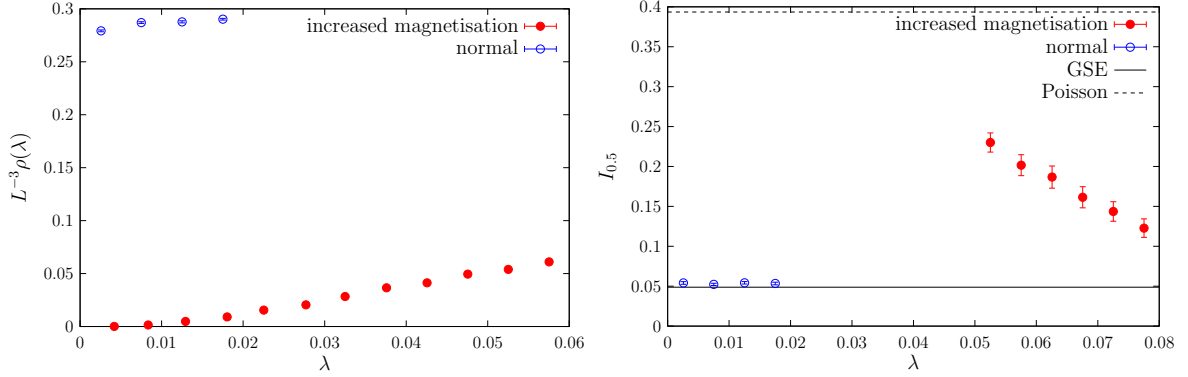 0.3
0.25
0.2
0.15
0.1
0.05
0
L⁻³ρ(λ)
increased magnetisation
normal
0 0.01 0.02 0.03 0.04 0.05 0.06
λ
0.4
0.35
0.3
0.25
0.2
0.15
0.1
0.05
0
I₀.₅
increased magnetisation
normal
GSE
Poisson
0 0.01 0.02 0.03 0.04 0.05 0.06 0.07 0.08
λ